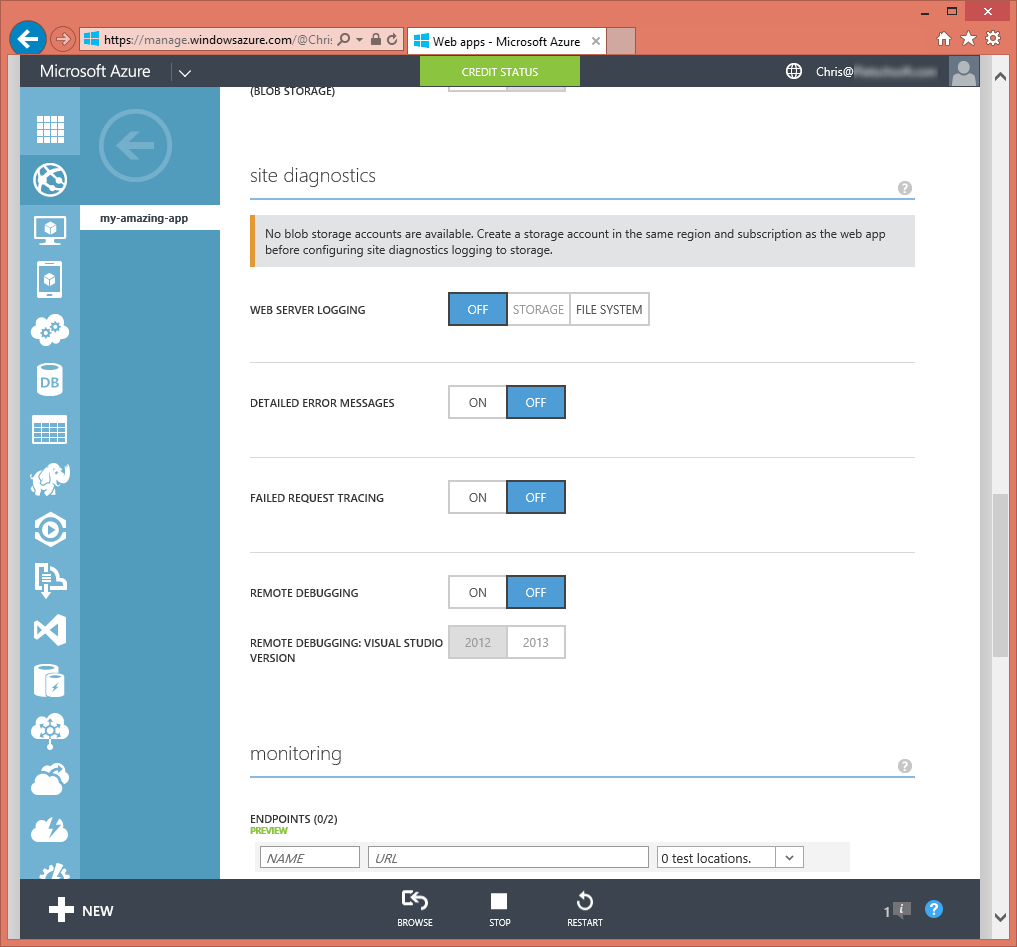 https://manage.windowsazure.com/@Chris
Web apps - Microsoft Azure
Microsoft Azure
CREDIT STATUS
Chris@
(BLOB STORAGE)
my-amazing-app
site diagnostics
?
No blob storage accounts are available. Create a storage account in the same region and subscription as the web app
before configuring site diagnostics logging to storage.
WEB SERVER LOGGING OFF STORAGE FILE SYSTEM
DETAILED ERROR MESSAGES ON OFF
FAILED REQUEST TRACING ON OFF
REMOTE DEBUGGING ON OFF
REMOTE DEBUGGING: VISUAL STUDIO
VERSION
2012 2013
DB
monitoring
?
ENDPOINTS (0/2)
PREVIEW
NAME URL 0 test locations.
NEW
BROWSE
STOP
RESTART
1 i ?